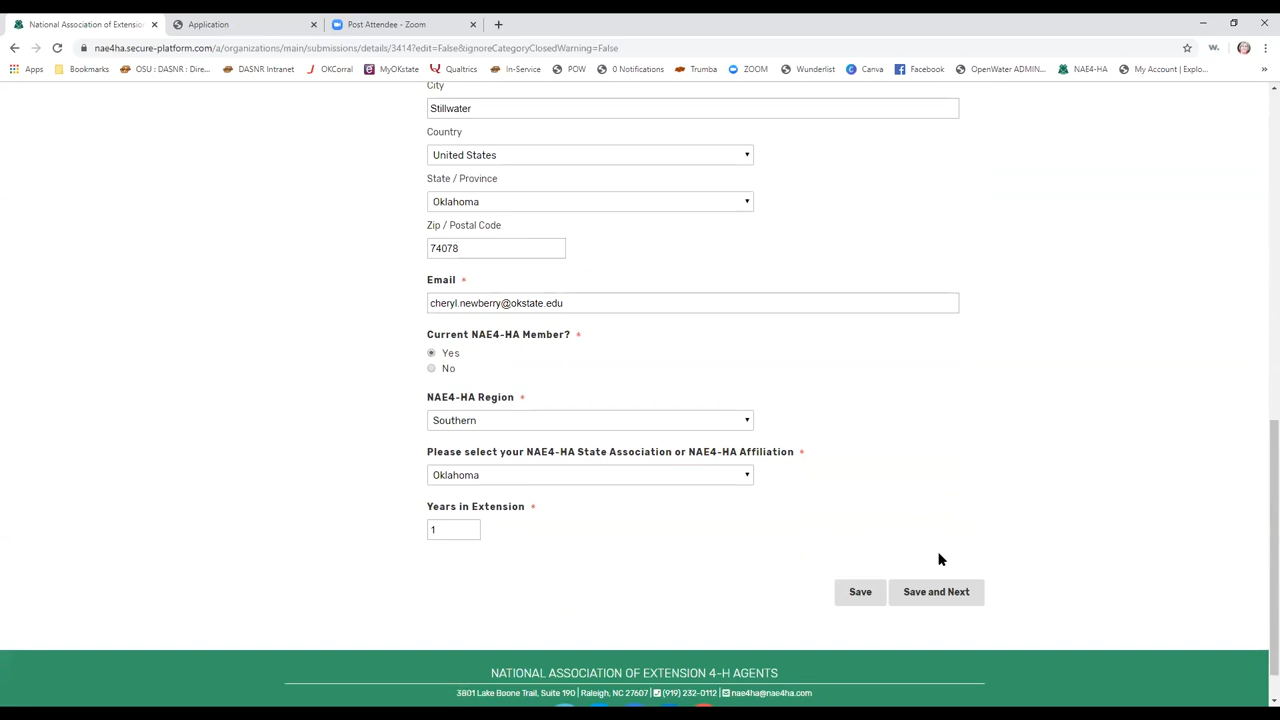 National Association of Extension
Application
Post Attendee - Zoom
nae4ha.secure-platform.com/a/organizations/main/submissions/details/3414?edit=False&ignoreCategoryClosedWarning=False
W.
Apps
Bookmarks
OSU : DASNR : Dire...
DASNR Intranet
OKCorral
MyOKstate
Qualtrics
In-Service
POW
0 Notifications
Trumba
ZOOM
Wunderlist
Canva
Facebook
OpenWater ADMIN...
NAE4-HA
My Account | Explo...
City
Stillwater
Country
United States
State / Province
Oklahoma
Zip / Postal Code
74078
Email *
cheryl.newberry@okstate.edu
Current NAE4-HA Member? *
Yes
No
NAE4-HA Region *
Southern
Please select your NAE4-HA State Association or NAE4-HA Affiliation *
Oklahoma
Years in Extension *
1
Save
Save and Next
NATIONAL ASSOCIATION OF EXTENSION 4-H AGENTS
3801 Lake Boone Trail, Suite 190 | Raleigh, NC 27607 | (919) 232-0112 | nae4ha@nae4ha.com